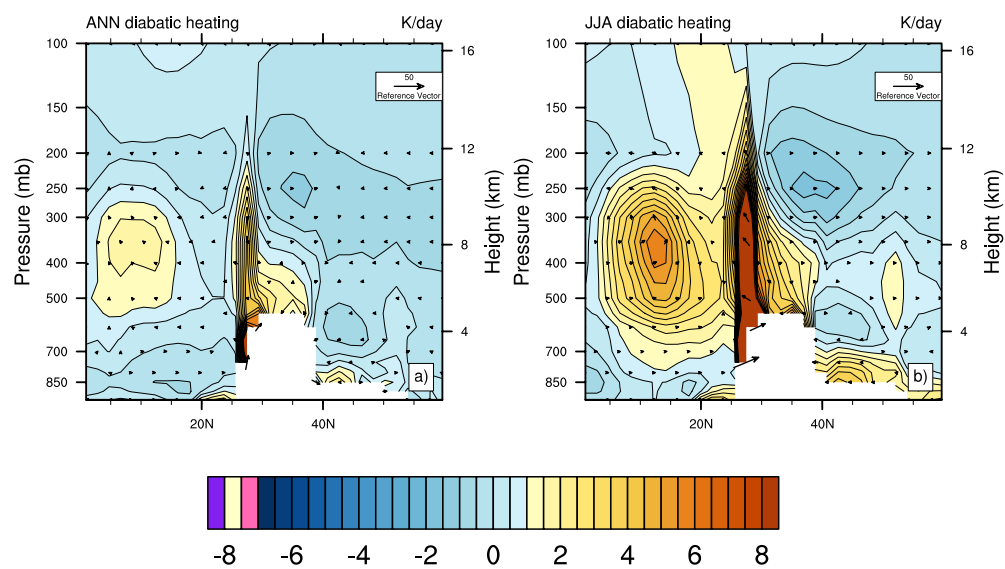 ANN diabatic heating K/day
100
150
200
250
300
400
500
700
850
Pressure (mb)
16
12
8
4
Height (km)
50
Reference Vector
a)
20N 40N
JJA diabatic heating K/day
100
150
200
250
300
400
500
700
850
Pressure (mb)
16
12
8
4
Height (km)
50
Reference Vector
b)
20N 40N
-8 -6 -4 -2 0 2 4 6 8